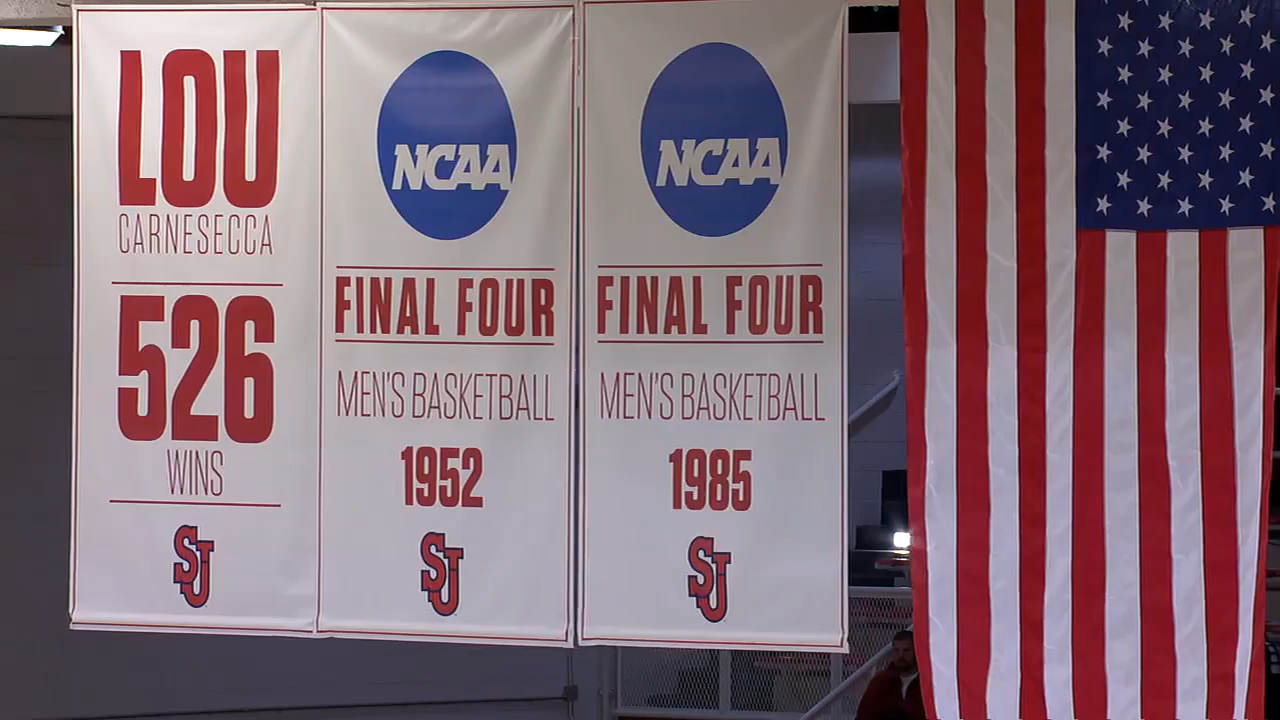 LOU
CARNESECCA
526
WINS
SJ
NCAA
FINAL FOUR
MEN'S BASKETBALL
1952
SJ
NCAA
FINAL FOUR
MEN'S BASKETBALL
1985
SJ